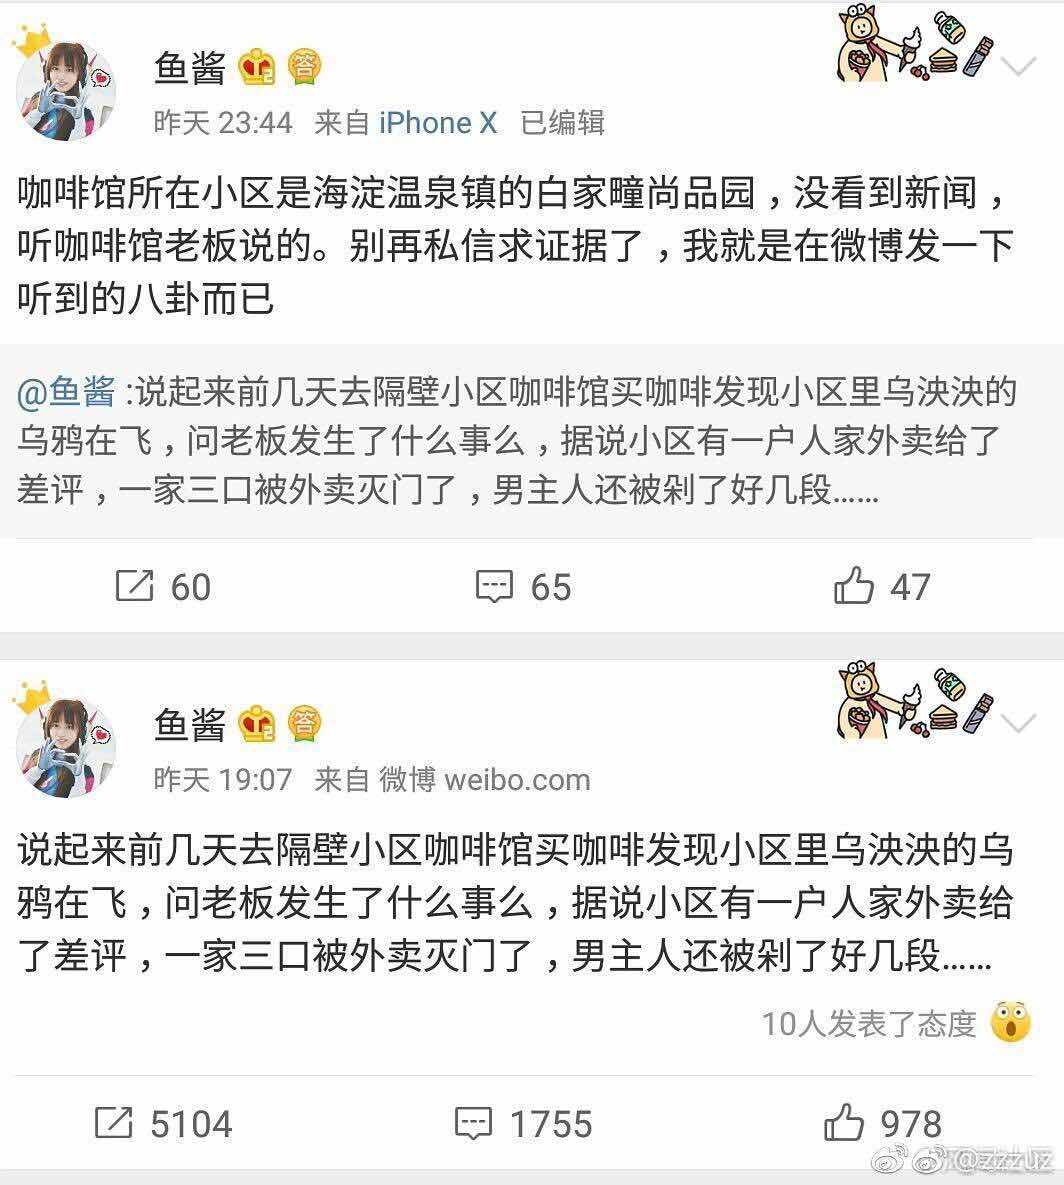 鱼酱 2 答
昨天 23:44 来自 iPhone X 已编辑
咖啡馆所在小区是海淀温泉镇的白家疃尚品园，没看到新闻，
听咖啡馆老板说的。别再私信求证据了，我就是在微博发一下
听到的八卦而已
@鱼酱 :说起来前几天去隔壁小区咖啡馆买咖啡发现小区里乌泱泱的
乌鸦在飞，问老板发生了什么事么，据说小区有一户人家外卖给了
差评，一家三口被外卖灭门了，男主人还被剁了好几段……
60 65 47
鱼酱 2 答
昨天 19:07 来自 微博 weibo.com
说起来前几天去隔壁小区咖啡馆买咖啡发现小区里乌泱泱的乌
鸦在飞，问老板发生了什么事么，据说小区有一户人家外卖给
了差评，一家三口被外卖灭门了，男主人还被剁了好几段……
10人发表了态度
5104 1755 978